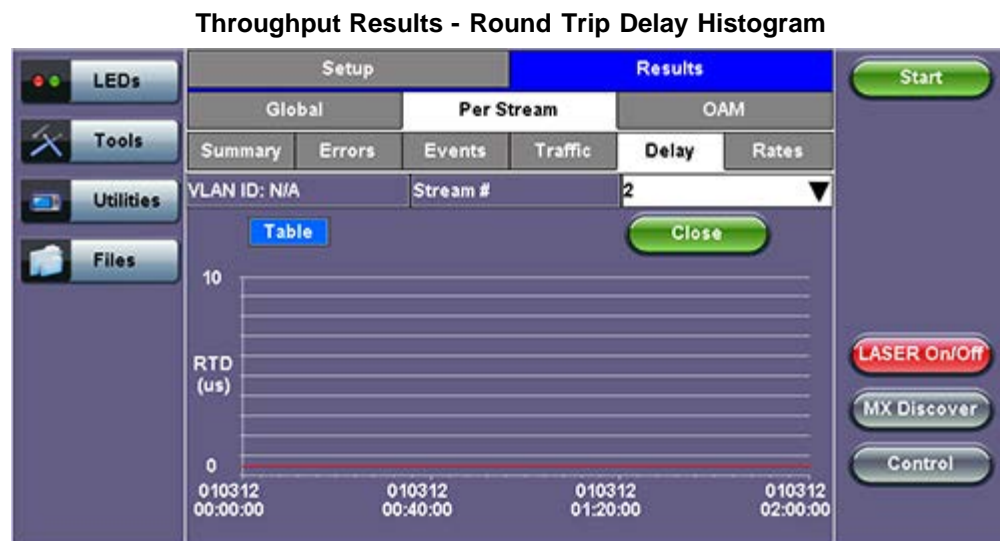 Throughput Results - Round Trip Delay Histogram
LEDs
Tools
Utilities
Files
Setup
Results
Global
Per Stream
OAM
Summary
Errors
Events
Traffic
Delay
Rates
VLAN ID: N/A
Stream #
2
Table
Close
10
RTD
(us)
0
010312
00:00:00
010312
00:40:00
010312
01:20:00
010312
02:00:00
Start
LASER On/Off
MX Discover
Control